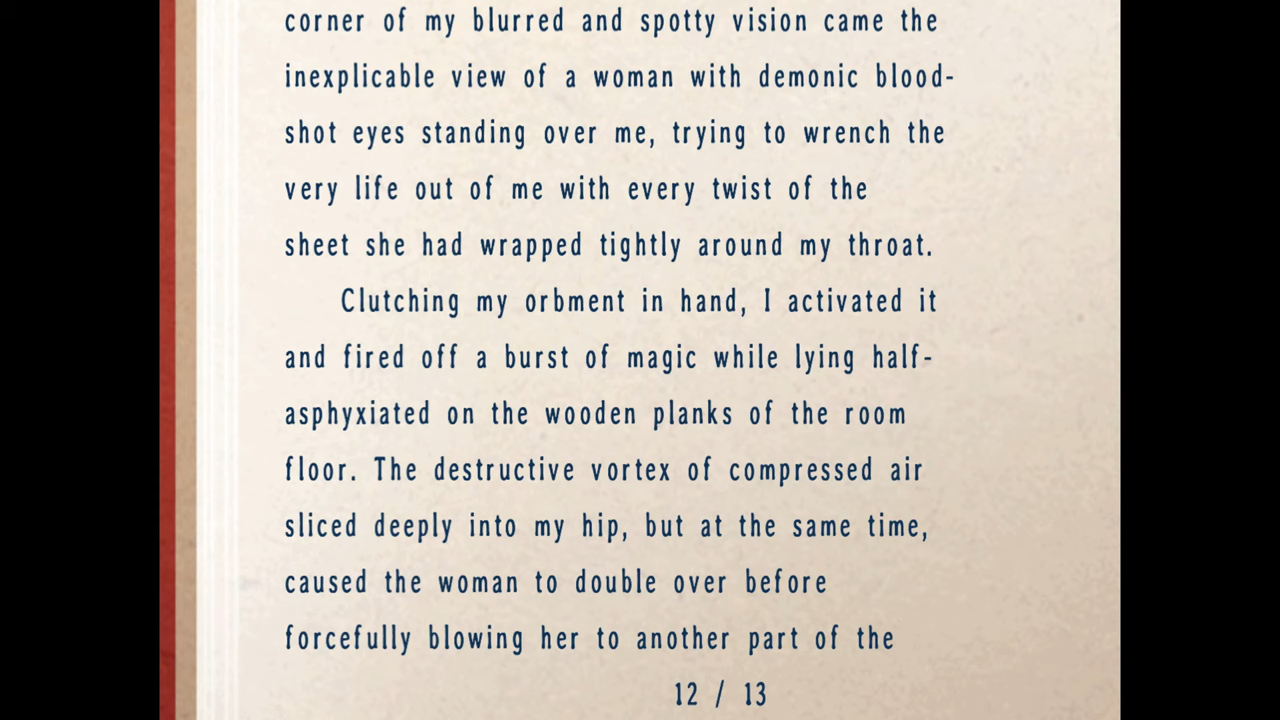 corner of my blurred and spotty vision came the
inexplicable view of a woman with demonic blood-
shot eyes standing over me, trying to wrench the
very life out of me with every twist of the
sheet she had wrapped tightly around my throat.
Clutching my orbment in hand, I activated it
and fired off a burst of magic while lying half-
asphyxiated on the wooden planks of the room
floor. The destructive vortex of compressed air
sliced deeply into my hip, but at the same time,
caused the woman to double over before
forcefully blowing her to another part of the
12 / 13